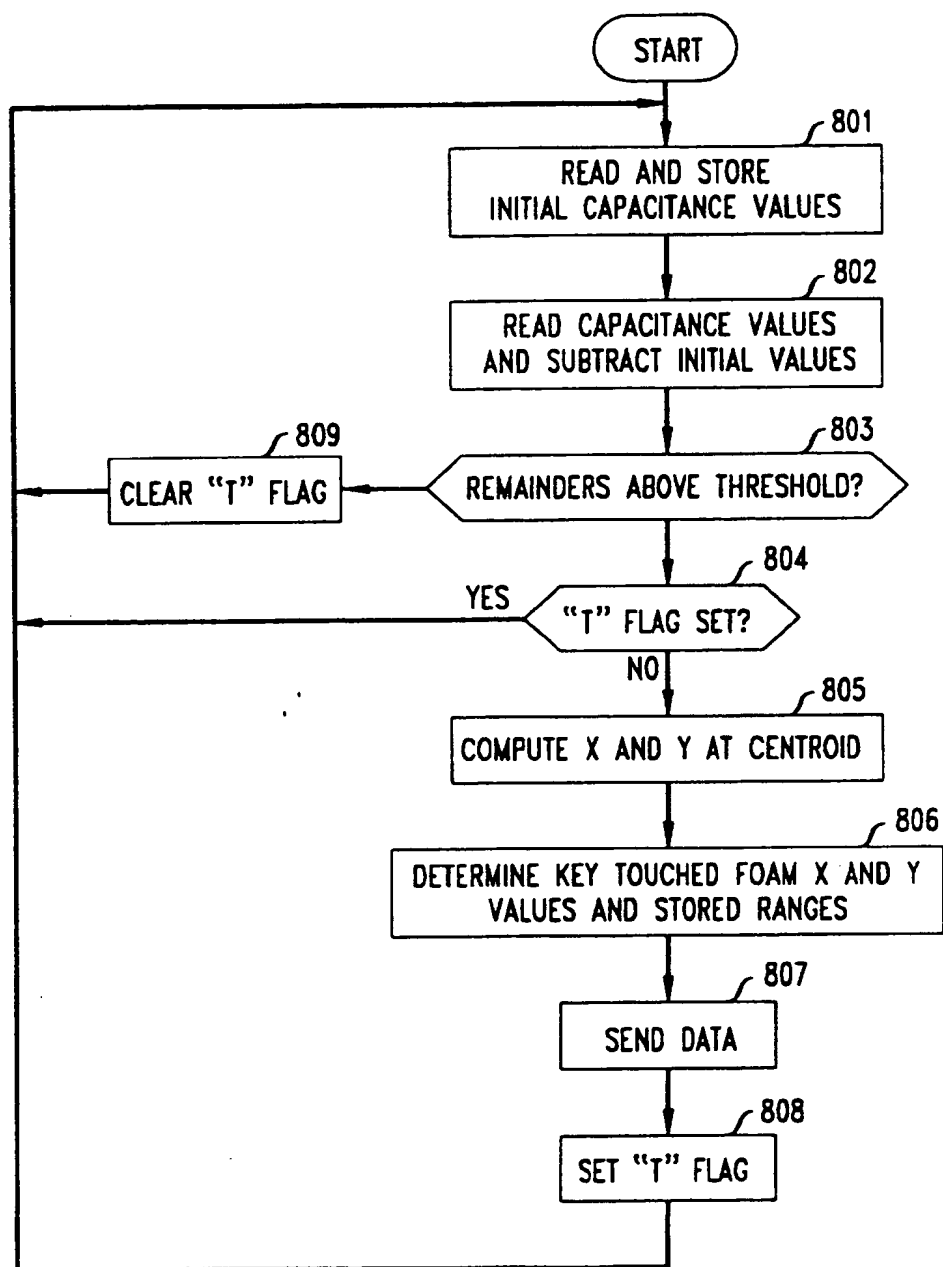 START
801
READ AND STORE
INITIAL CAPACITANCE VALUES
802
READ CAPACITANCE VALUES
AND SUBTRACT INITIAL VALUES
809
803
CLEAR “T” FLAG
REMAINDERS ABOVE THRESHOLD?
804
YES
“T” FLAG SET?
NO
805
COMPUTE X AND Y AT CENTROID
806
DETERMINE KEY TOUCHED FOAM X AND Y
VALUES AND STORED RANGES
807
SEND DATA
808
SET “T” FLAG